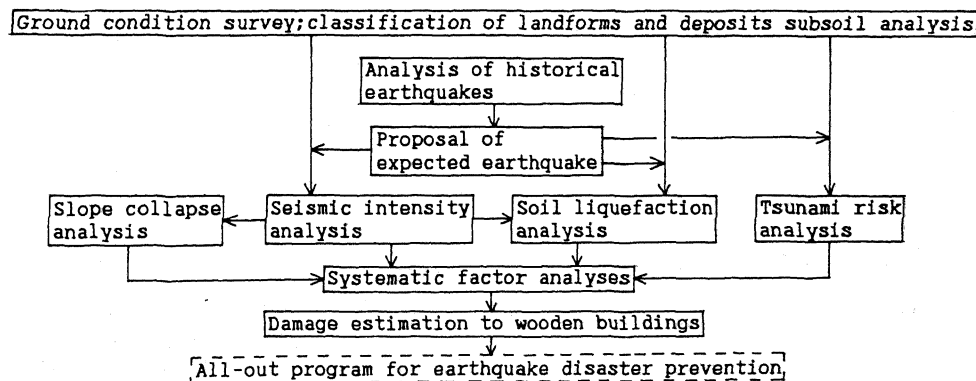 Ground condition survey;classification of landforms and deposits subsoil analysis.
Analysis of historical
earthquakes
Proposal of
expected earthquake
Slope collapse
analysis
Seismic intensity
analysis
Soil liquefaction
analysis
Tsunami risk
analysis
Systematic factor analyses
Damage estimation to wooden buildings
All-out program for earthquake disaster prevention